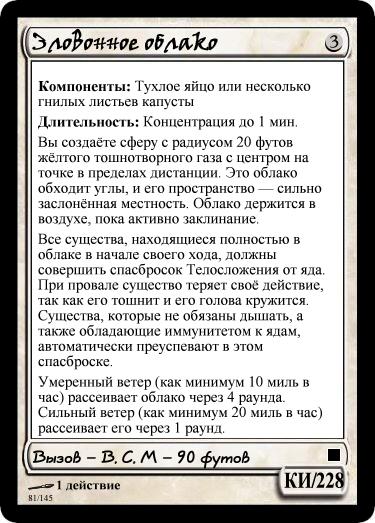 Зловонное облако
3
Компоненты: Тухлое яйцо или несколько
гнилых листьев капусты
Длительность: Концентрация до 1 мин.
Вы создаёте сферу с радиусом 20 футов
жёлтого тошнотворного газа с центром на
точке в пределах дистанции. Это облако
обходит углы, и его пространство — сильно
заслонённая местность. Облако держится в
воздухе, пока активно заклинание.
Все существа, находящиеся полностью в
облаке в начале своего хода, должны
совершить спасбросок Телосложения от яда.
При провале существо теряет своё действие,
так как его тошнит и его голова кружится.
Существа, которые не обязаны дышать, а
также обладающие иммунитетом к ядам,
автоматически преуспевают в этом
спасброске.
Умеренный ветер (как минимум 10 миль в
час) рассеивает облако через 4 раунда.
Сильный ветер (как минимум 20 миль в час)
рассеивает его через 1 раунд.
Вызов – В, С, М – 90 футов
КИ/228
1 действие
81/145